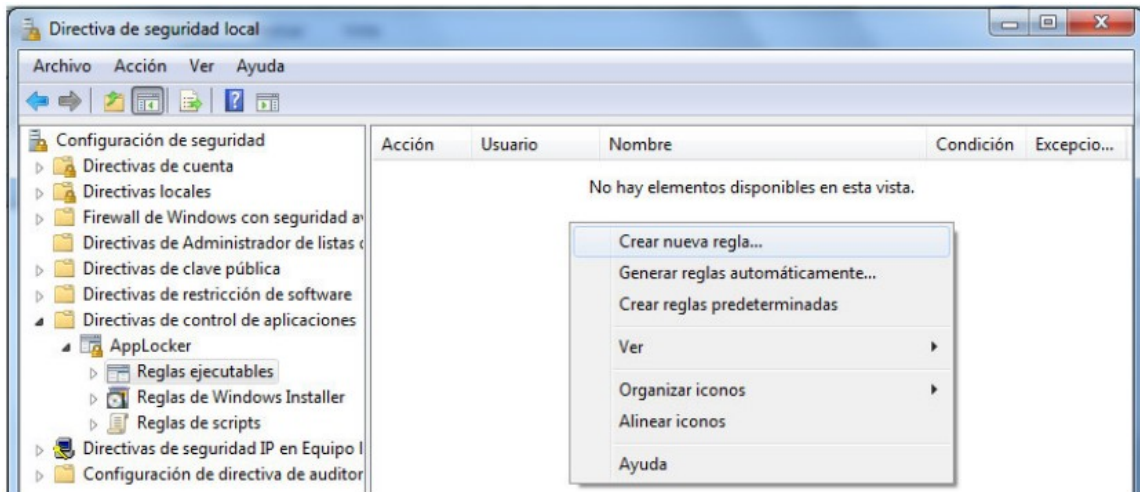 Directiva de seguridad local
Archivo Acción Ver Ayuda
Configuración de seguridad
Directivas de cuenta
Directivas locales
Firewall de Windows con seguridad a
Directivas de Administrador de listas
Directivas de clave pública
Directivas de restricción de software
Directivas de control de aplicaciones
AppLocker
Reglas ejecutables
Reglas de Windows Installer
Reglas de scripts
Directivas de seguridad IP en Equipo l
Configuración de directiva de auditor
Acción Usuario Nombre Condición Excepcio...
No hay elementos disponibles en esta vista.
Crear nueva regla...
Generar reglas automáticamente...
Crear reglas predeterminadas
Ver
Organizar iconos
Alinear iconos
Ayuda